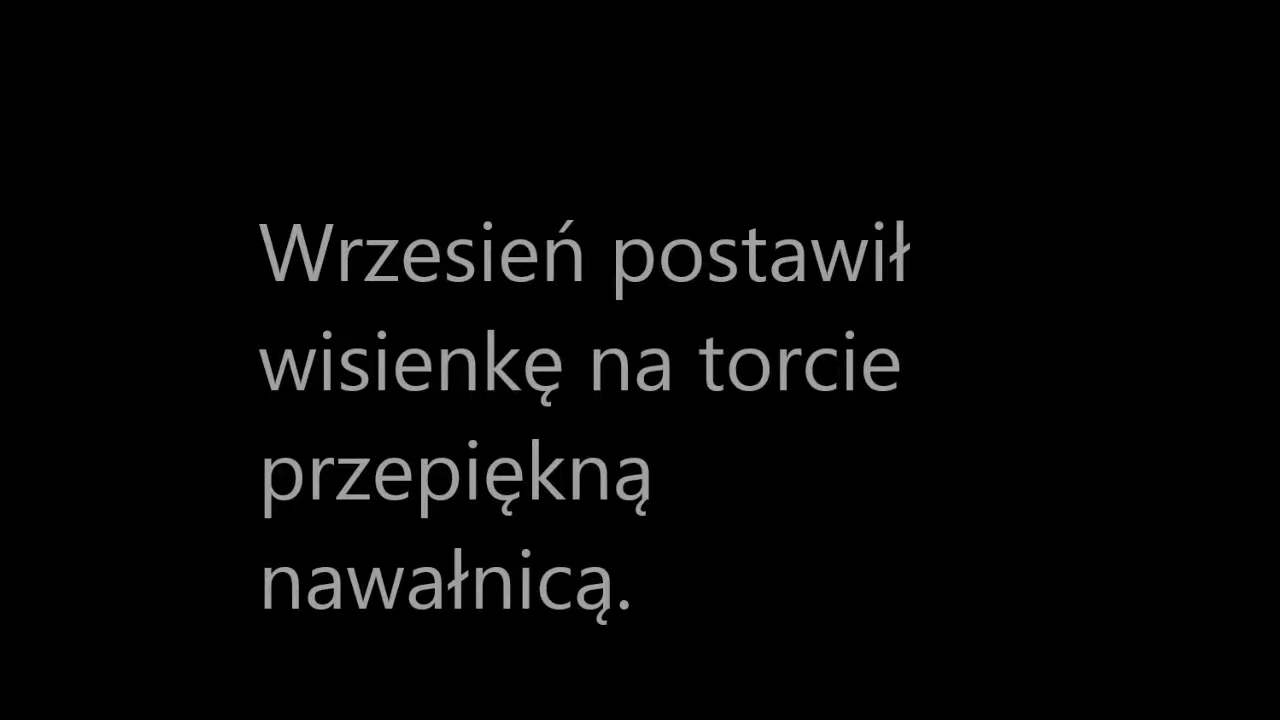 Wrzesień postawił
wisienkę na torcie
przepiękną
nawałnicą.